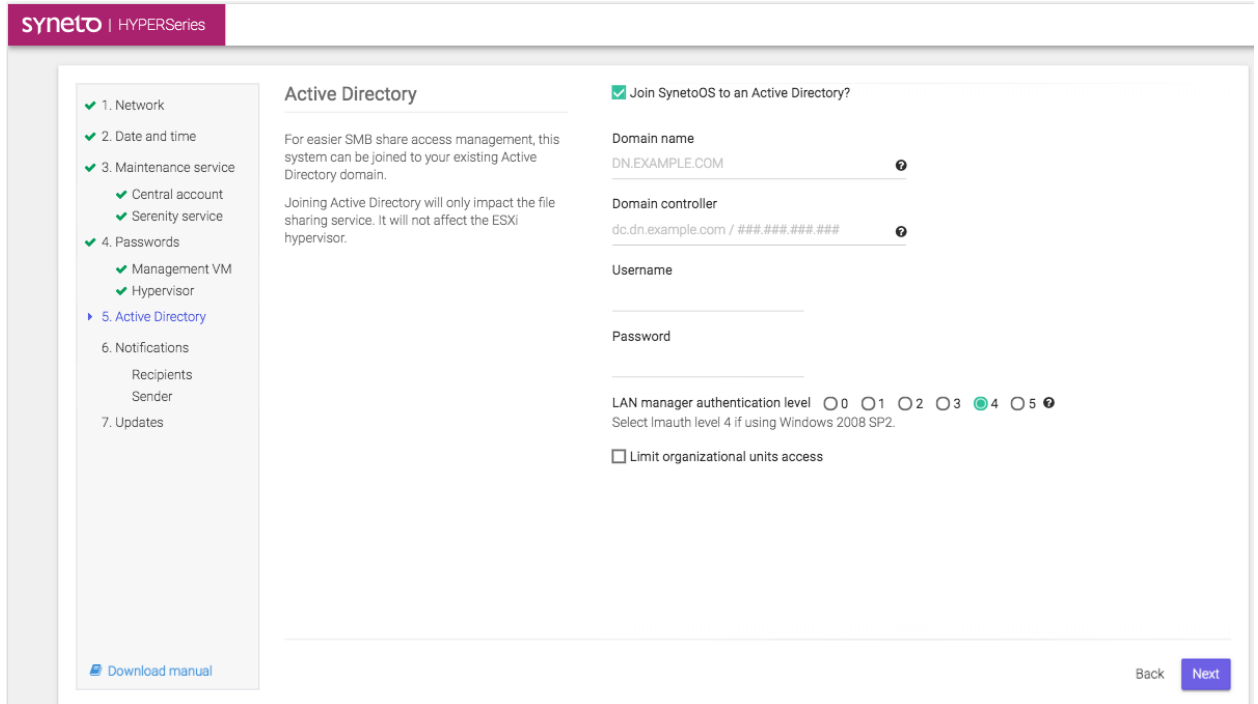 syneto | HYPERSeries
1. Network
2. Date and time
3. Maintenance service
Central account
Serenity service
4. Passwords
Management VM
Hypervisor
5. Active Directory
6. Notifications
Recipients
Sender
7. Updates
Download manual
Active Directory
For easier SMB share access management, this
system can be joined to your existing Active
Directory domain.
Joining Active Directory will only impact the file
sharing service. It will not affect the ESXi
hypervisor.
Join SynetoOS to an Active Directory?
Domain name
DN.EXAMPLE.COM
Domain controller
dc.dn.example.com / ###.###.###.###
Username
Password
LAN manager authentication level 0 1 2 3 4 5
Select lmauth level 4 if using Windows 2008 SP2.
Limit organizational units access
Back Next